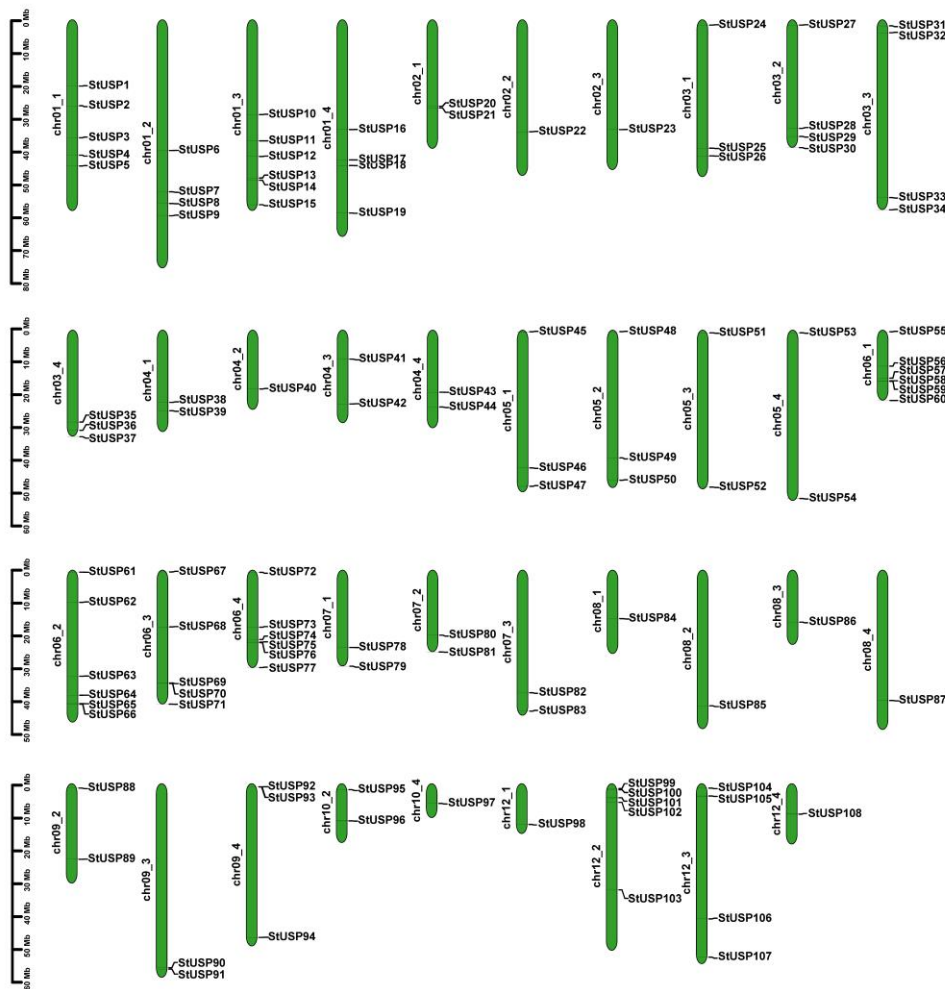 0 Mb
10 Mb
20 Mb
30 Mb
40 Mb
50 Mb
60 Mb
70 Mb
80 Mb
chr01_1
StUSP1
StUSP2
StUSP3
StUSP4
StUSP5
chr01_2
StUSP6
StUSP7
StUSP8
StUSP9
chr01_3
StUSP10
StUSP11
StUSP12
StUSP13
StUSP14
StUSP15
chr01_4
StUSP16
StUSP17
StUSP18
StUSP19
chr02_1
StUSP20
StUSP21
chr02_2
StUSP22
chr02_3
StUSP23
chr03_1
StUSP24
StUSP25
StUSP26
chr03_2
StUSP27
StUSP28
StUSP29
StUSP30
chr03_3
StUSP31
StUSP32
StUSP33
StUSP34
0 Mb
10 Mb
20 Mb
30 Mb
40 Mb
50 Mb
60 Mb
chr03_4
StUSP35
StUSP36
StUSP37
chr04_1
StUSP38
StUSP39
chr04_2
StUSP40
chr04_3
StUSP41
StUSP42
chr04_4
StUSP43
StUSP44
chr05_1
StUSP45
StUSP46
StUSP47
chr05_2
StUSP48
StUSP49
StUSP50
chr05_3
StUSP51
StUSP52
chr05_4
StUSP53
StUSP54
chr06_1
StUSP55
StUSP56
StUSP57
StUSP58
StUSP59
StUSP60
0 Mb
10 Mb
20 Mb
30 Mb
40 Mb
50 Mb
chr06_2
StUSP61
StUSP62
StUSP63
StUSP64
StUSP65
StUSP66
chr06_3
StUSP67
StUSP68
StUSP69
StUSP70
StUSP71
chr06_4
StUSP72
StUSP73
StUSP74
StUSP75
StUSP76
StUSP77
chr07_1
StUSP78
StUSP79
chr07_2
StUSP80
StUSP81
chr07_3
StUSP82
StUSP83
chr08_1
StUSP84
chr08_2
StUSP85
chr08_3
StUSP86
chr08_4
StUSP87
0 Mb
10 Mb
20 Mb
30 Mb
40 Mb
50 Mb
60 Mb
chr09_2
StUSP88
StUSP89
chr09_3
StUSP90
StUSP91
chr09_4
StUSP92
StUSP93
StUSP94
chr10_2
StUSP95
StUSP96
chr10_4
StUSP97
chr12_1
StUSP98
chr12_2
StUSP99
StUSP100
StUSP101
StUSP102
StUSP103
chr12_3
StUSP104
StUSP105
StUSP106
StUSP107
chr12_4
StUSP108